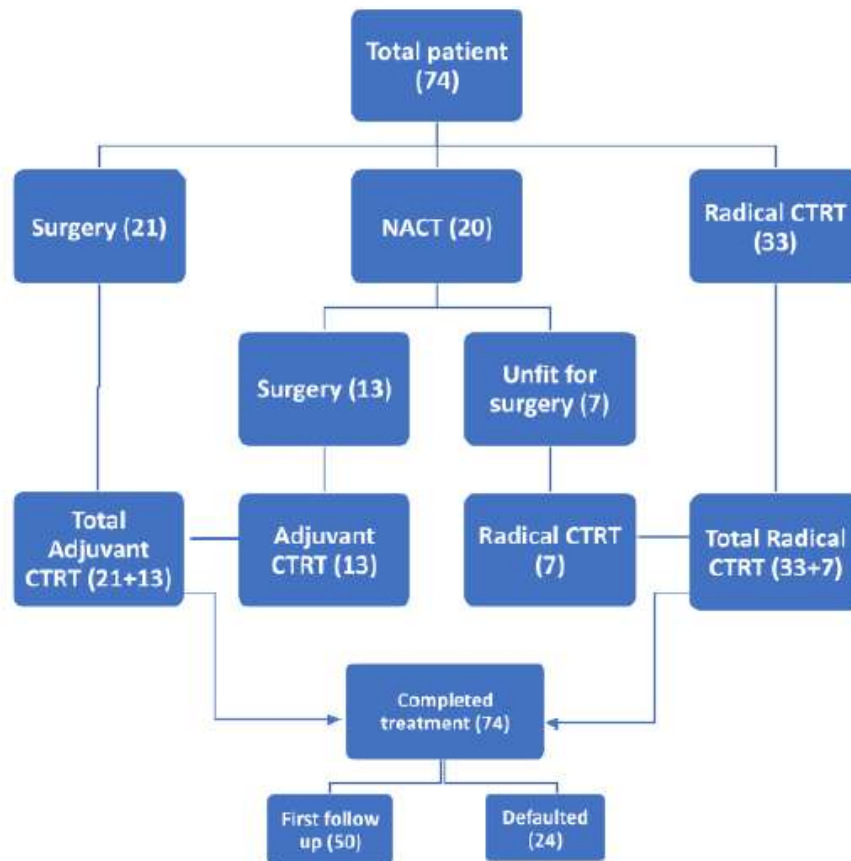 Total patient
(74)
Surgery (21)
NACT (20)
Radical CTRT
(33)
Surgery (13)
Unfit for
surgery (7)
Total
Adjuvant
CTRT (21+13)
Adjuvant
CTRT (13)
Radical CTRT
(7)
Total Radical
CTRT (33+7)
Completed
treatment (74)
First follow
up (50)
Defaulted
(24)